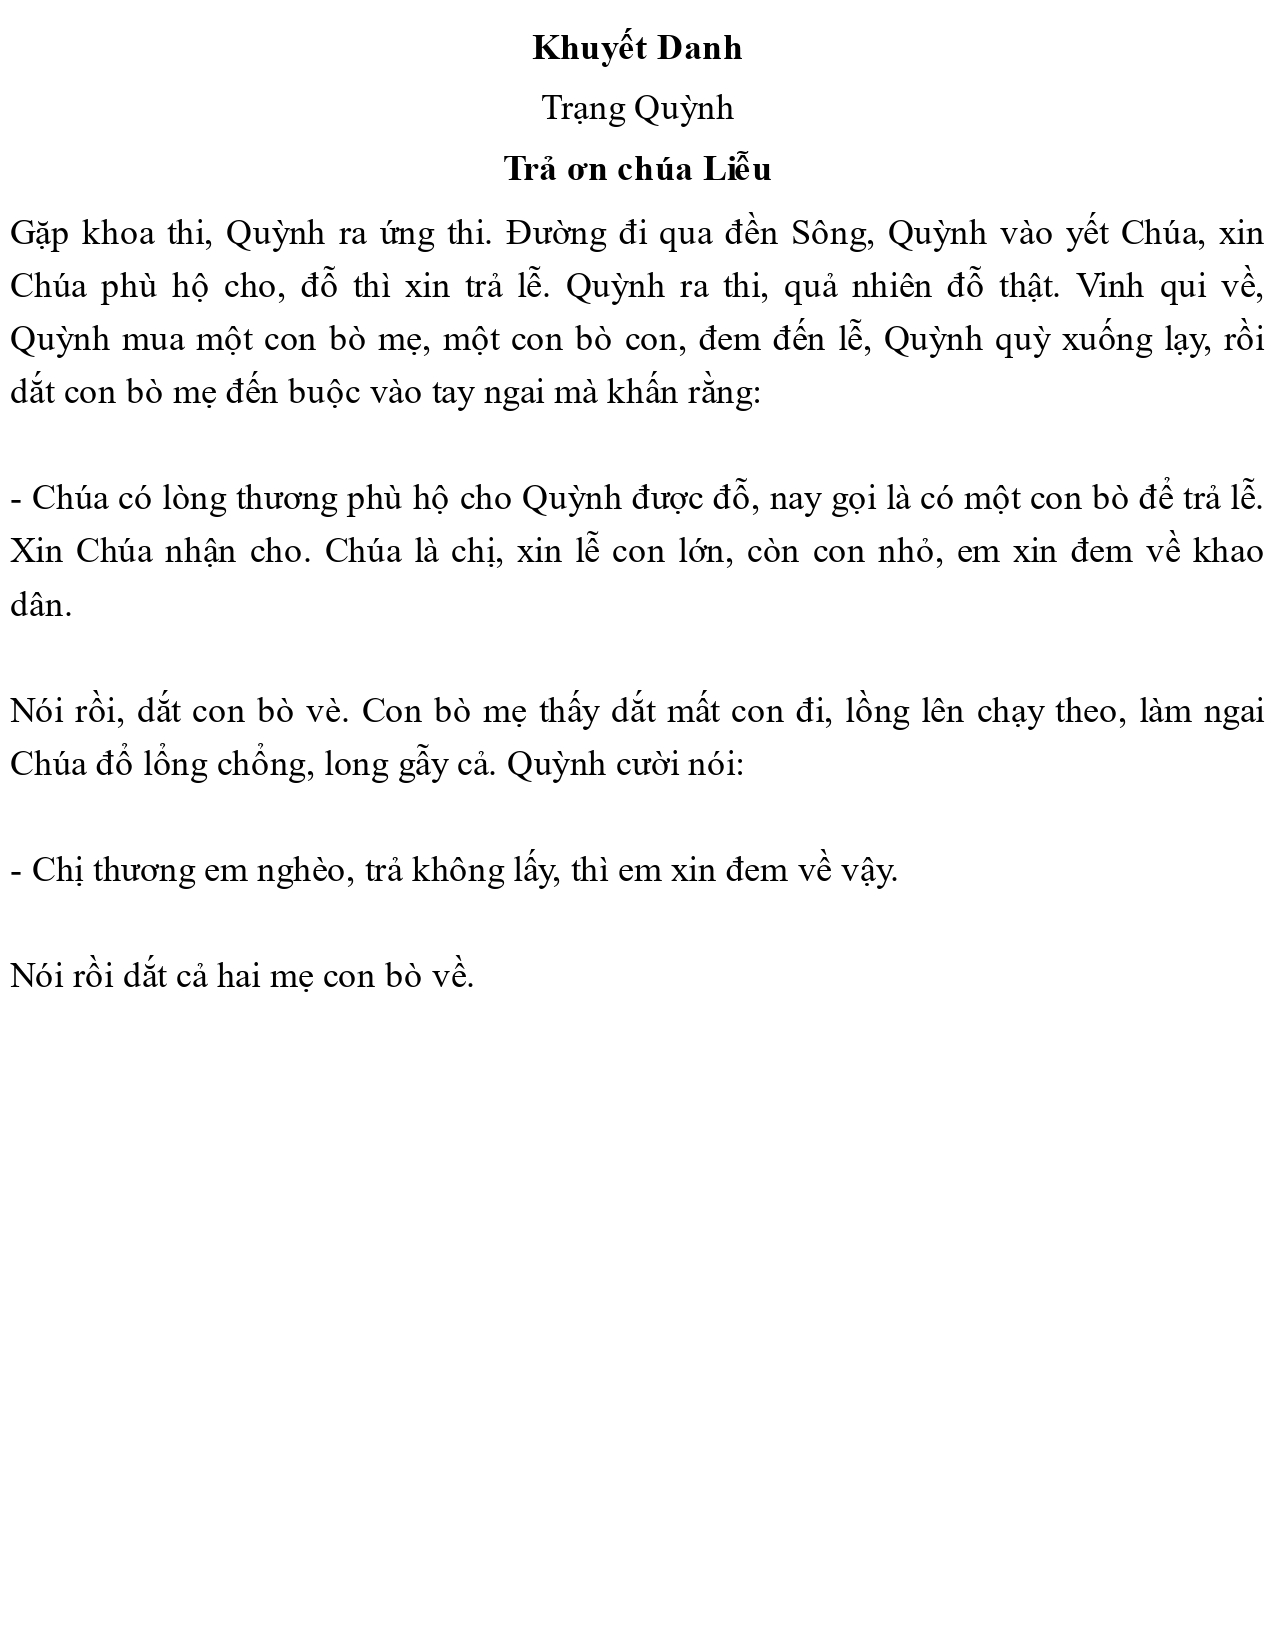 Khuyết Danh
Trạng Quỳnh
Trả ơn chúa Liễu
Gặp khoa thi, Quỳnh ra ứng thi. Đường đi qua đền Sông, Quỳnh vào yết Chúa, xin
Chúa phù hộ cho, đỗ thì xin trả lễ. Quỳnh ra thi, quả nhiên đỗ thật. Vinh qui về,
Quỳnh mua một con bò mẹ, một con bò con, đem đến lễ, Quỳnh quỳ xuống lạy, rồi
dắt con bò mẹ đến buộc vào tay ngai mà khấn rằng:
- Chúa có lòng thương phù hộ cho Quỳnh được đỗ, nay gọi là có một con bò để trả lễ.
Xin Chúa nhận cho. Chúa là chị, xin lễ con lớn, còn con nhỏ, em xin đem về khao
dân.
Nói rồi, dắt con bò vè. Con bò mẹ thấy dắt mất con đi, lồng lên chạy theo, làm ngai
Chúa đổ lổng chổng, long gẫy cả. Quỳnh cười nói:
- Chị thương em nghèo, trả không lấy, thì em xin đem về vậy.
Nói rồi dắt cả hai mẹ con bò về.